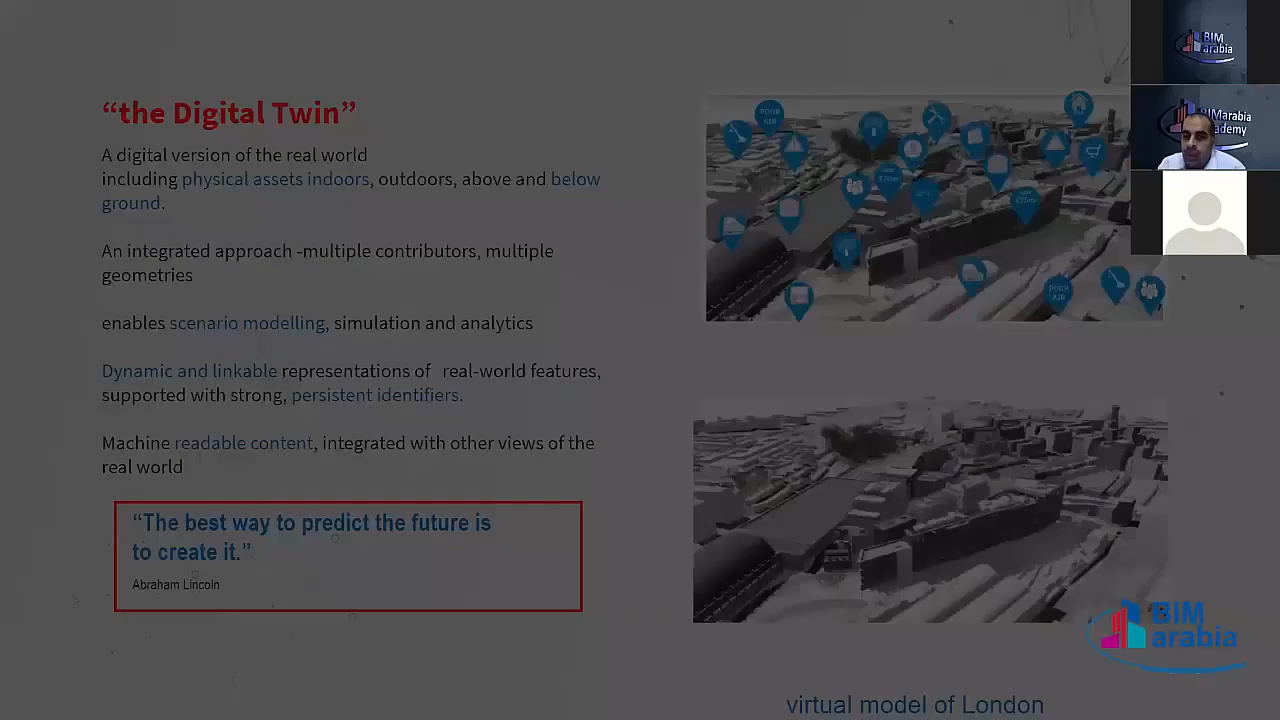 “the Digital Twin”
A digital version of the real world
including physical assets indoors, outdoors, above and below
ground.
An integrated approach -multiple contributors, multiple
geometries
enables scenario modelling, simulation and analytics
Dynamic and linkable representations of real-world features,
supported with strong, persistent identifiers.
Machine readable content, integrated with other views of the
real world
“The best way to predict the future is
to create it.”
Abraham Lincoln
POUR
AIR
POUR
AIR
virtual model of London
BIM
arabia
BIM
arabia
BIMarabia